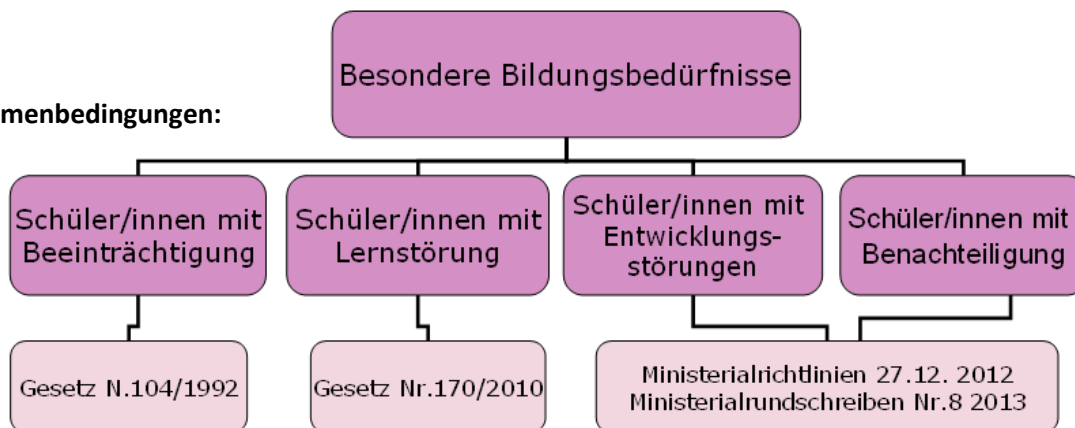 Besondere Bildungsbedürfnisse
menbedingungen:
Schüler/innen mit
Beeinträchtigung
Schüler/innen mit
Lernstörung
Schüler/innen mit
Entwicklungs-
störungen
Schüler/innen mit
Benachteiligung
Gesetz N.104/1992
Gesetz Nr.170/2010
Ministerialrichtlinien 27.12. 2012
Ministerialrundschreiben Nr.8 2013